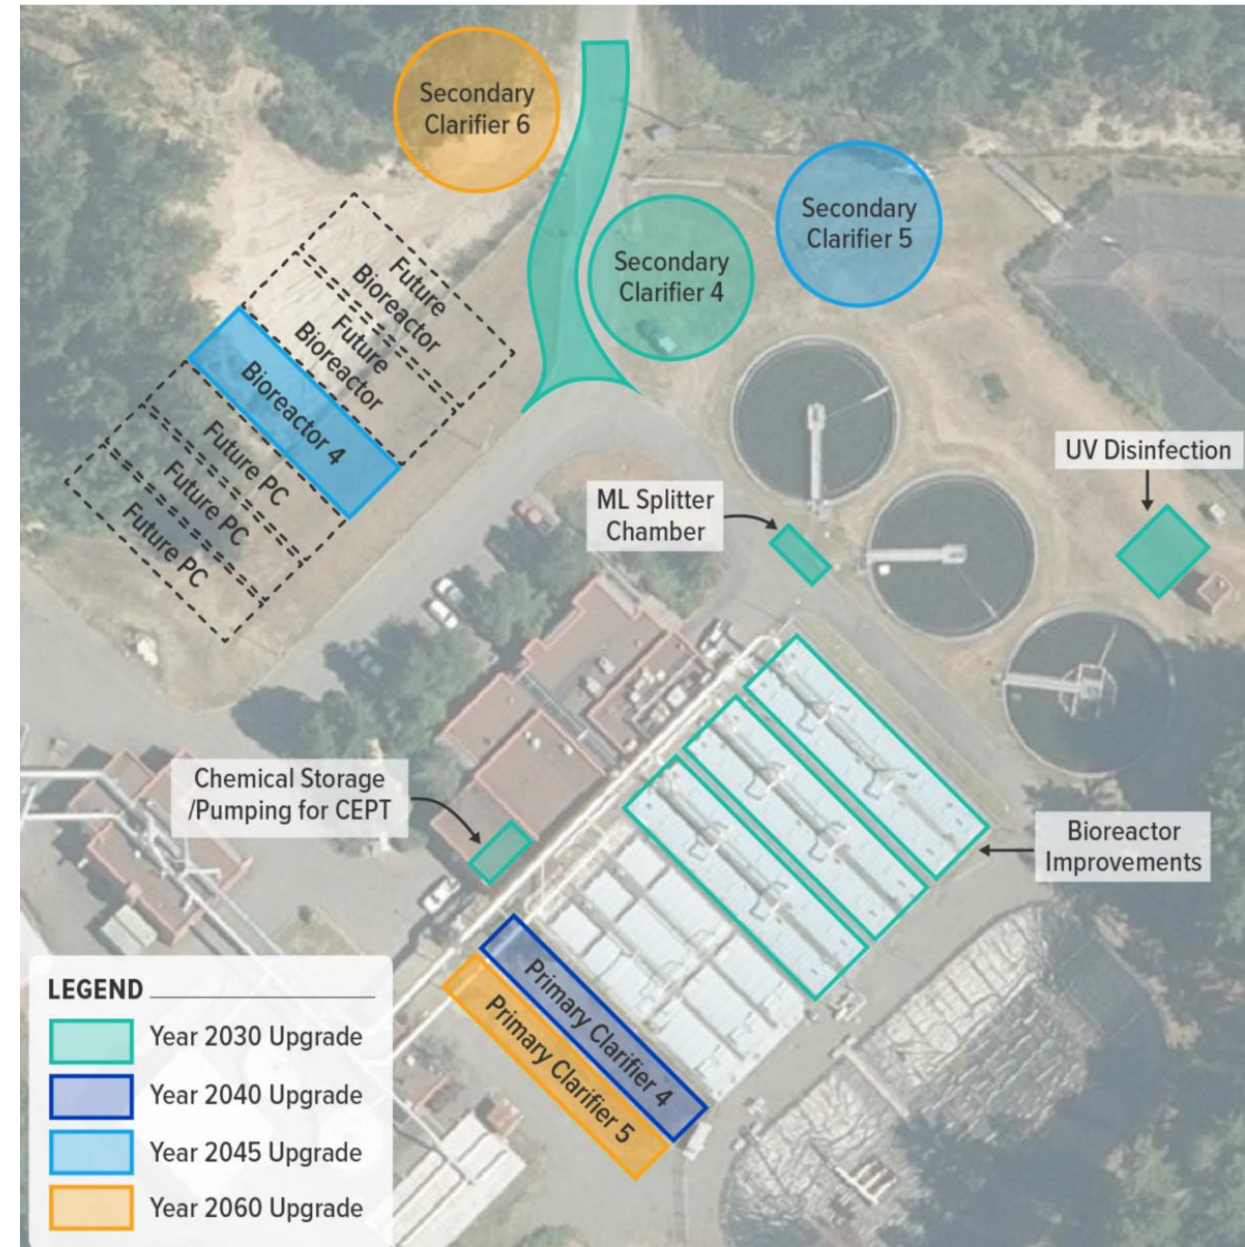 Secondary
Clarifier 6
Secondary
Clarifier 5
Secondary
Clarifier 4
Future
Bioreactor
Future
Bioreactor
Bioreactor 4
Future PC
Future PC
Future PC
UV Disinfection
ML Splitter
Chamber
Chemical Storage
/Pumping for CEPT
Bioreactor
Improvements
Primary Clarifier 4
Primary Clarifier 5
LEGEND
Year 2030 Upgrade
Year 2040 Upgrade
Year 2045 Upgrade
Year 2060 Upgrade